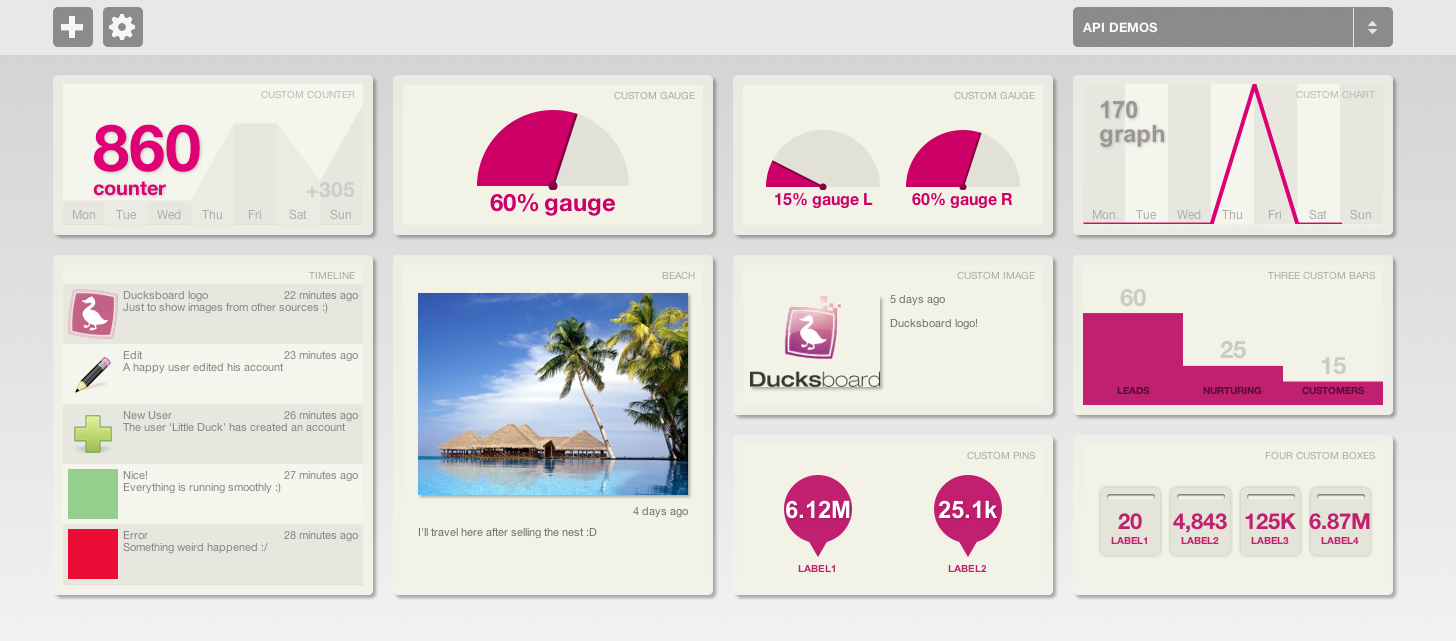 API DEMOS
CUSTOM COUNTER
860
counter
+305
Mon Tue Wed Thu Fri Sat Sun
CUSTOM GAUGE
60% gauge
CUSTOM GAUGE
15% gauge L
60% gauge R
CUSTOM CHART
170
graph
Mon Tue Wed Thu Fri Sat Sun
TIMELINE
Ducksboard logo 22 minutes ago
Just to show images from other sources :)
Edit 23 minutes ago
A happy user edited his account
New User 26 minutes ago
The user 'Little Duck' has created an account
Nice! 27 minutes ago
Everything is running smoothly :)
Error 28 minutes ago
Something weird happened :/
BEACH
4 days ago
I'll travel here after selling the nest :D
CUSTOM IMAGE
5 days ago
Ducksboard logo!
Ducksboard
THREE CUSTOM BARS
60
25
15
LEADS NURTURING CUSTOMERS
CUSTOM PINS
6.12M 25.1k
LABEL1 LABEL2
FOUR CUSTOM BOXES
20 4,843 125K 6.87M
LABEL1 LABEL2 LABEL3 LABEL4